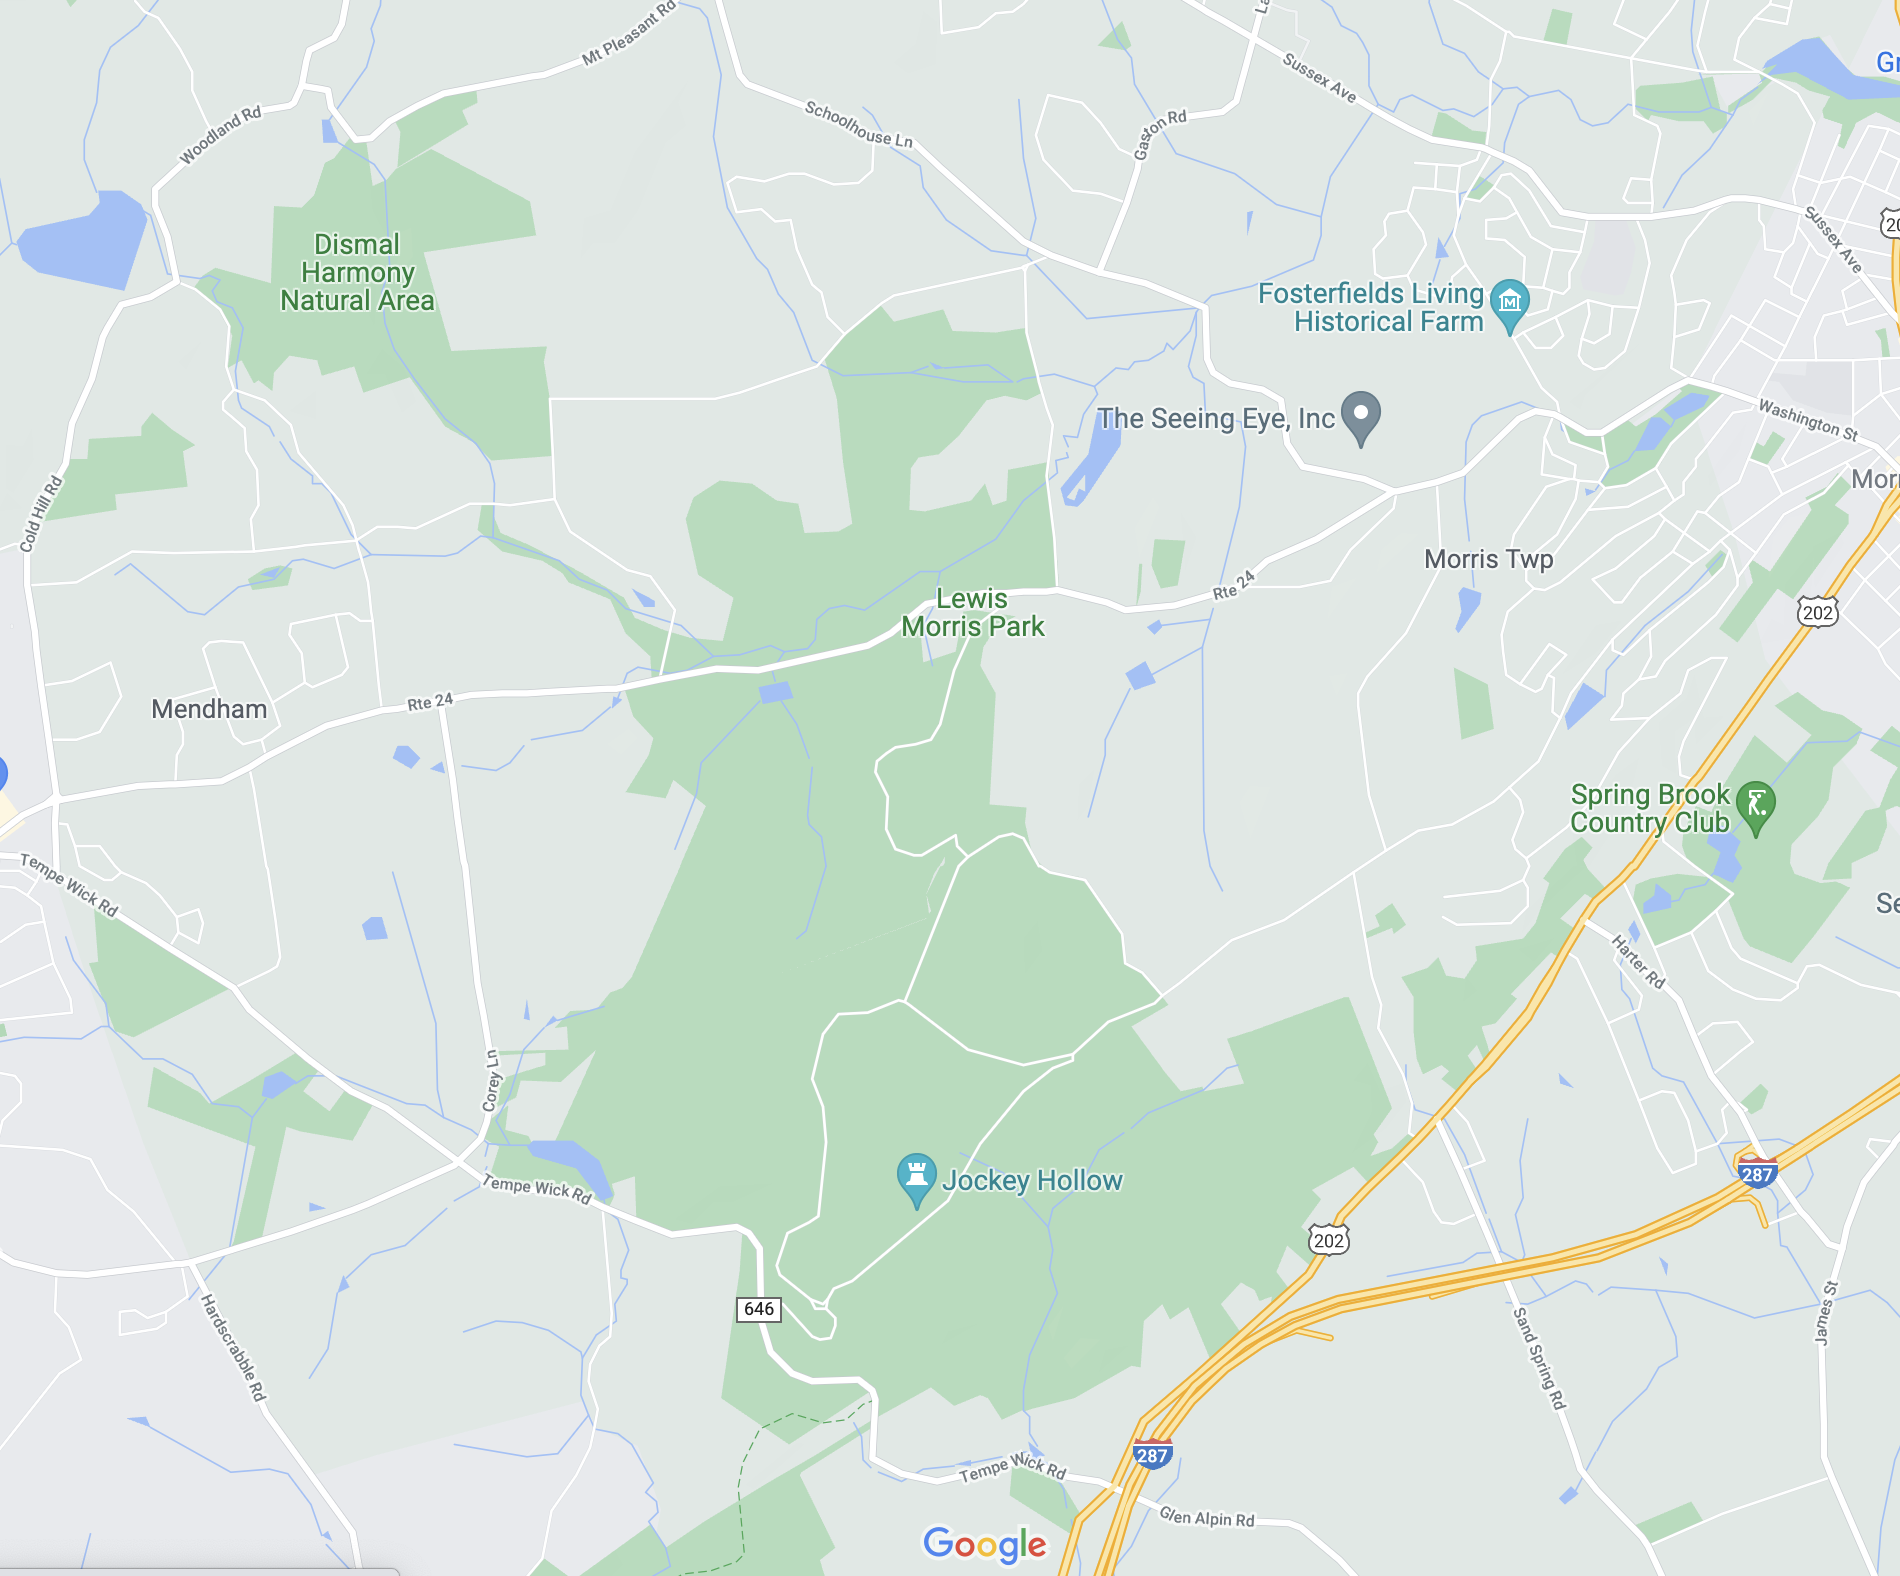 Mt Pleasant Rd
Sussex Ave
Woodland Rd
Schoolhouse Ln
Gaston Rd
Sussex Ave
Dismal
Harmony
Natural Area
Fosterfields Living
Historical Farm
The Seeing Eye, Inc
Washington St
Cold Hill Rd
Morris Twp
Rte 24
Lewis
Morris Park
202
Mendham
Rte 24
Spring Brook
Country Club
Tempe Wick Rd
Harter Rd
Corey Ln
Jockey Hollow
287
Tempe Wick Rd
202
646
Hardscrabble Rd
Sand Spring Rd
James St
287
Tempe Wick Rd
Glen Alpin Rd
Google